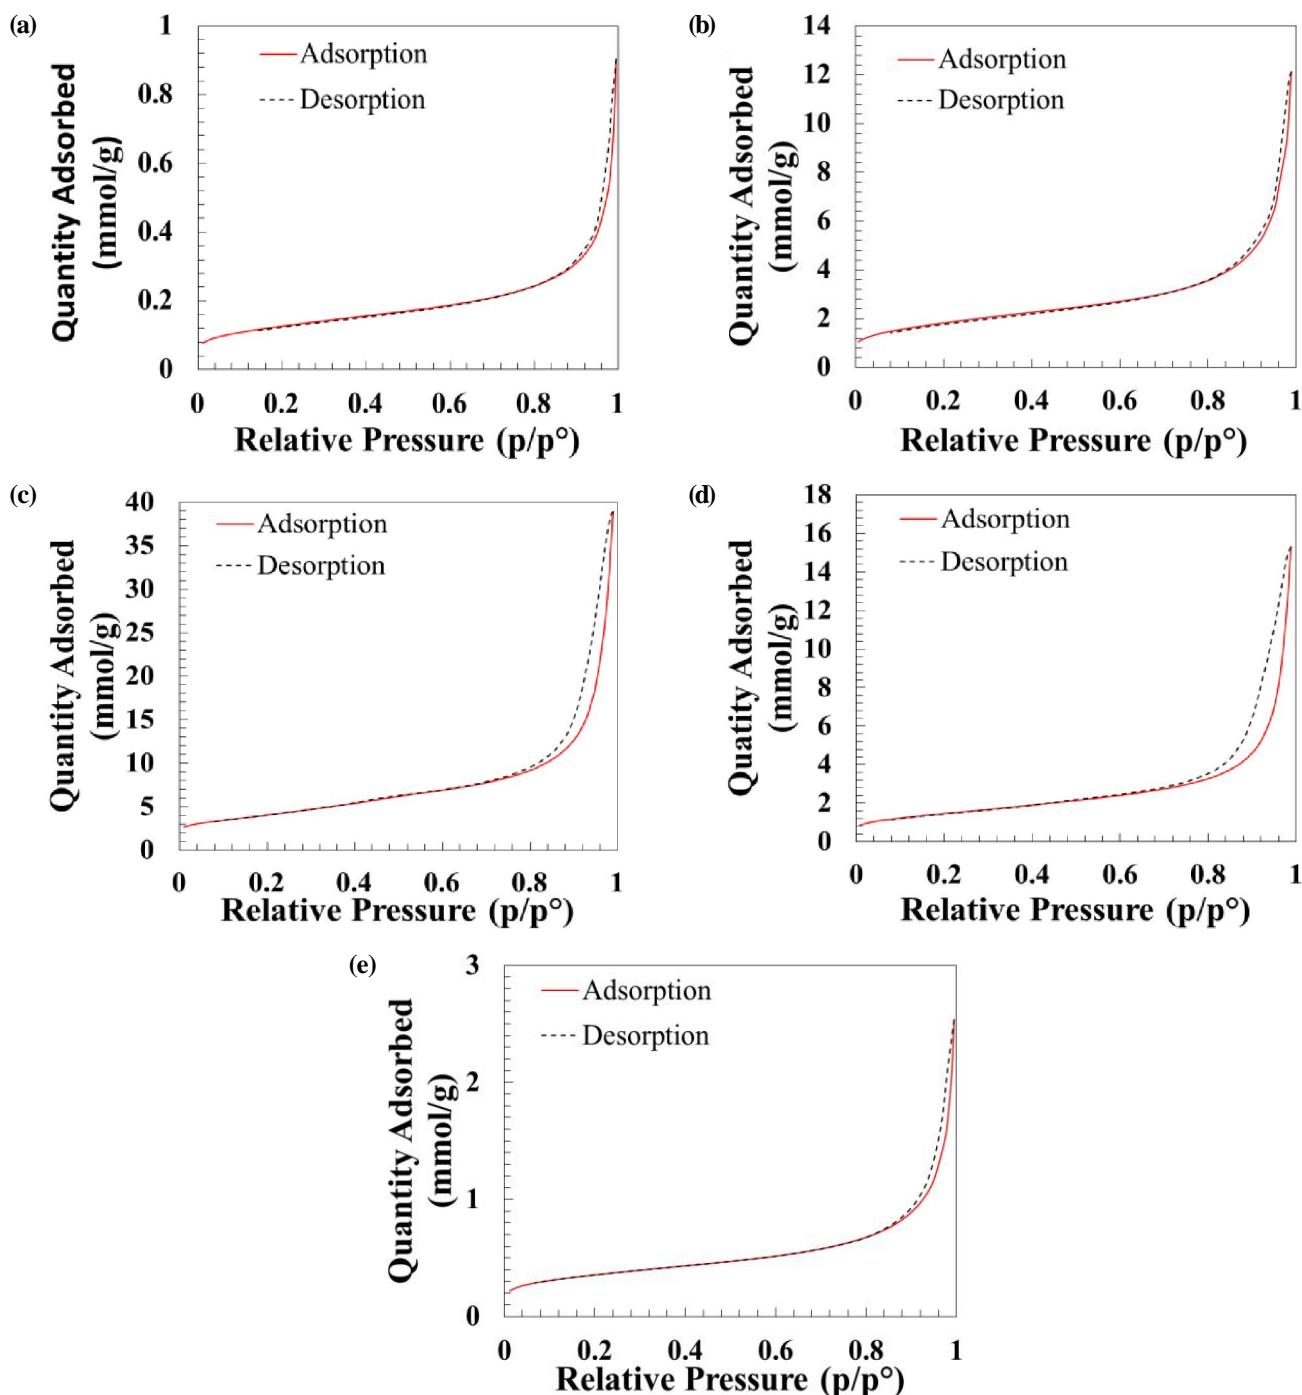 (a)
1
0.8
0.6
0.4
0.2
0
Quantity Adsorbed
(mmol/g)
Adsorption
Desorption
0 0.2 0.4 0.6 0.8 1
Relative Pressure (p/p°)
(b)
14
12
10
8
6
4
2
0
Quantity Adsorbed
(mmol/g)
Adsorption
Desorption
0 0.2 0.4 0.6 0.8 1
Relative Pressure (p/p°)
(c)
40
35
30
25
20
15
10
5
0
Quantity Adsorbed
(mmol/g)
Adsorption
Desorption
0 0.2 0.4 0.6 0.8 1
Relative Pressure (p/p°)
(d)
18
16
14
12
10
8
6
4
2
0
Quatity Adsorbed
(mmol/g)
Adsorption
Desorption
0 0.2 0.4 0.6 0.8 1
Relative Pressure (p/p°)
(e)
3
2
1
0
Quantity Adsorbed
(mmol/g)
Adsorption
Desorption
0 0.2 0.4 0.6 0.8 1
Relative Pressure (p/p°)